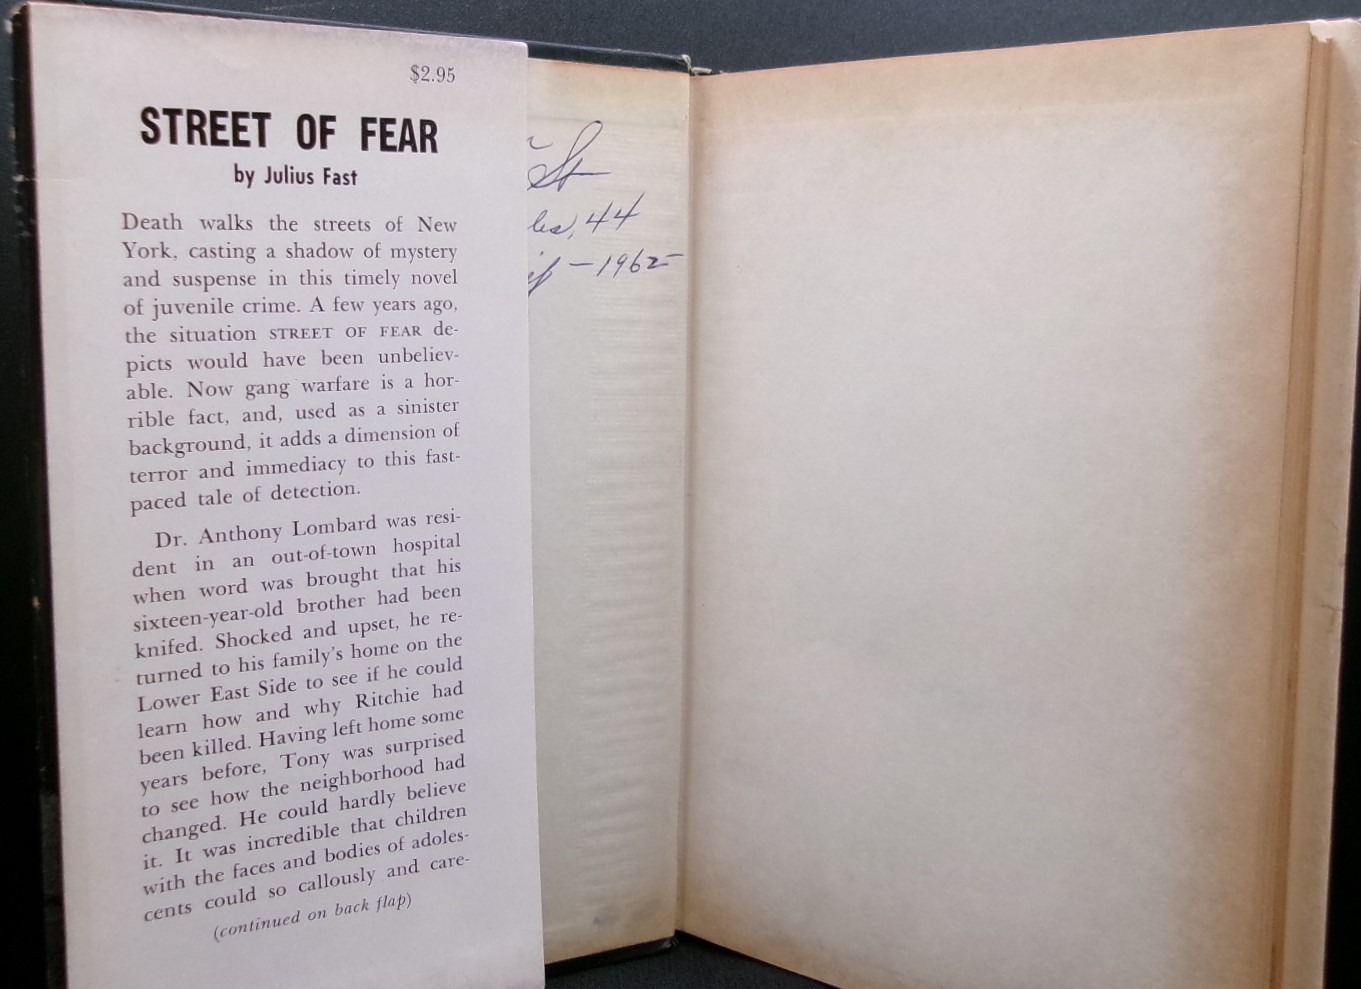 $2.95
STREET OF FEAR
by Julius Fast
Death walks the streets of New
York, casting a shadow of mystery
and suspense in this timely novel
of juvenile crime. A few years ago,
the situation STREET OF FEAR de-
picts would have been unbeliev-
able. Now gang warfare is a hor-
rible fact, and, used as a sinister
background, it adds a dimension of
terror and immediacy to this fast-
paced tale of detection.
Dr. Anthony Lombard was resi-
dent in an out-of-town hospital
when word was brought that his
sixteen-year-old brother had been
knifed. Shocked and upset, he re-
turned to his family's home on the
Lower East Side to see if he could
learn how and why Ritchie had
been killed. Having left home some
years before, Tony was surprised
to see how the neighborhood had
changed. He could hardly believe
it. It was incredible that children
with the faces and bodies of adoles-
cents could so callously and care-
(continued on back flap)
St
les, 44
-1962-